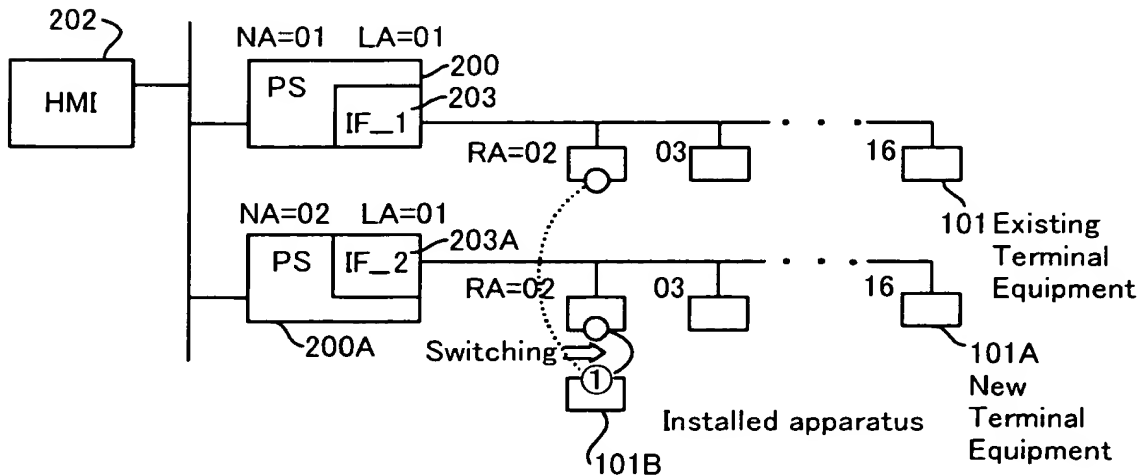 202
HMI
NA=01 LA=01
200
PS
203
IF_1
RA=02
03
16
101 Existing
Terminal
Equipment
NA=02 LA=01
203A
PS
IF_2
RA=02
03
16
200A
Switching
1
101A
New
Terminal
Equipment
Installed apparatus
101B